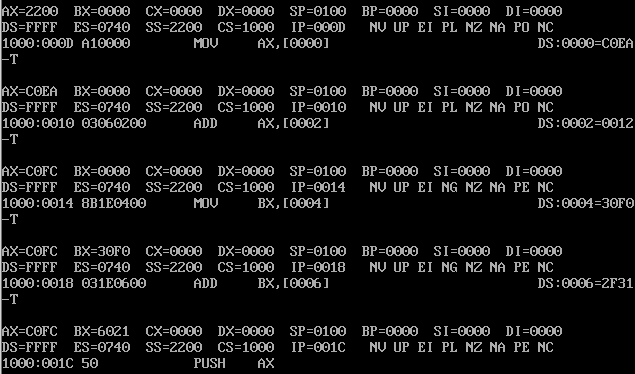 AX=2200 BX=0000 CX=0000 DX=0000 SP=0100 BP=0000 SI=0000 DI=0000
DS=FFFF ES=0740 SS=2200 CS=1000 IP=000D NV UP EI PL NZ NA PO NC
1000:000D A10000 MOV AX,[0000] DS:0000=C0EA
-T
AX=C0EA BX=0000 CX=0000 DX=0000 SP=0100 BP=0000 SI=0000 DI=0000
DS=FFFF ES=0740 SS=2200 CS=1000 IP=0010 NV UP EI PL NZ NA PO NC
1000:0010 03060200 ADD AX,[0002] DS:0002=0012
-T
AX=C0FC BX=0000 CX=0000 DX=0000 SP=0100 BP=0000 SI=0000 DI=0000
DS=FFFF ES=0740 SS=2200 CS=1000 IP=0014 NV UP EI NG NZ NA PE NC
1000:0014 8B1E0400 MOV BX,[0004] DS:0004=30F0
-T
AX=C0FC BX=30F0 CX=0000 DX=0000 SP=0100 BP=0000 SI=0000 DI=0000
DS=FFFF ES=0740 SS=2200 CS=1000 IP=0018 NV UP EI NG NZ NA PE NC
1000:0018 031E0600 ADD BX,[0006] DS:0006=2F31
-T
AX=C0FC BX=6021 CX=0000 DX=0000 SP=0100 BP=0000 SI=0000 DI=0000
DS=FFFF ES=0740 SS=2200 CS=1000 IP=001C NV UP EI PL NZ NA PE NC
1000:001C 50 PUSH AX